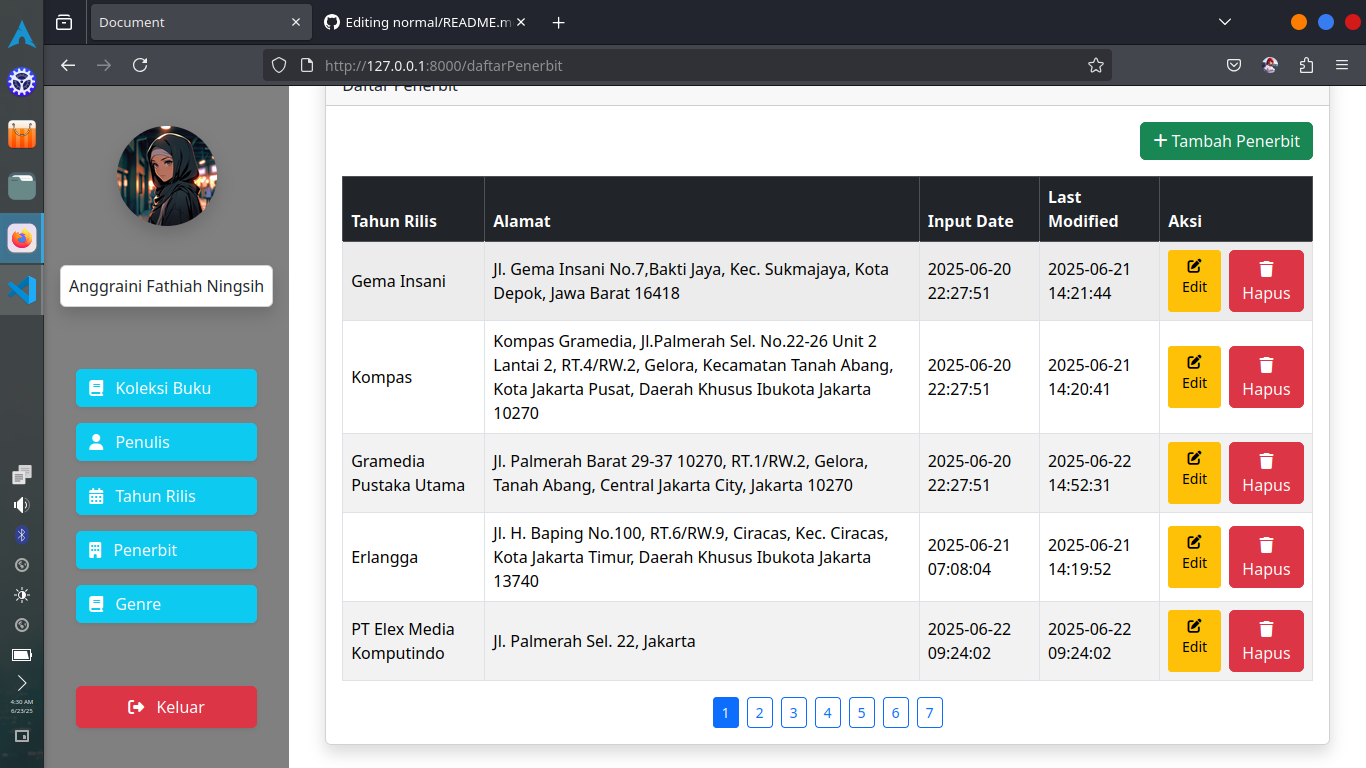 Document
Editing normal/README.m
http://127.0.0.1:8000/daftarPenerbit
Daftar Penerbit
Anggraini Fathiah Ningsih
Koleksi Buku
Penulis
Tahun Rilis
Penerbit
Genre
Keluar
4:30 AM
6/23/25
Tambah Penerbit
Tahun Rilis
Alamat
Input Date
Last
Modified
Aksi
Gema Insani
Jl. Gema Insani No.7,Bakti Jaya, Kec. Sukmajaya, Kota
Depok, Jawa Barat 16418
2025-06-20
22:27:51
2025-06-21
14:21:44
Edit
Hapus
Kompas
Kompas Gramedia, Jl.Palmerah Sel. No.22-26 Unit 2
Lantai 2, RT.4/RW.2, Gelora, Kecamatan Tanah Abang,
Kota Jakarta Pusat, Daerah Khusus Ibukota Jakarta
10270
2025-06-20
22:27:51
2025-06-21
14:20:41
Edit
Hapus
Gramedia
Pustaka Utama
Jl. Palmerah Barat 29-37 10270, RT.1/RW.2, Gelora,
Tanah Abang, Central Jakarta City, Jakarta 10270
2025-06-20
22:27:51
2025-06-22
14:52:31
Edit
Hapus
Erlangga
Jl. H. Baping No.100, RT.6/RW.9, Ciracas, Kec. Ciracas,
Kota Jakarta Timur, Daerah Khusus Ibukota Jakarta
13740
2025-06-21
07:08:04
2025-06-21
14:19:52
Edit
Hapus
PT Elex Media
Komputindo
Jl. Palmerah Sel. 22, Jakarta
2025-06-22
09:24:02
2025-06-22
09:24:02
Edit
Hapus
1 2 3 4 5 6 7